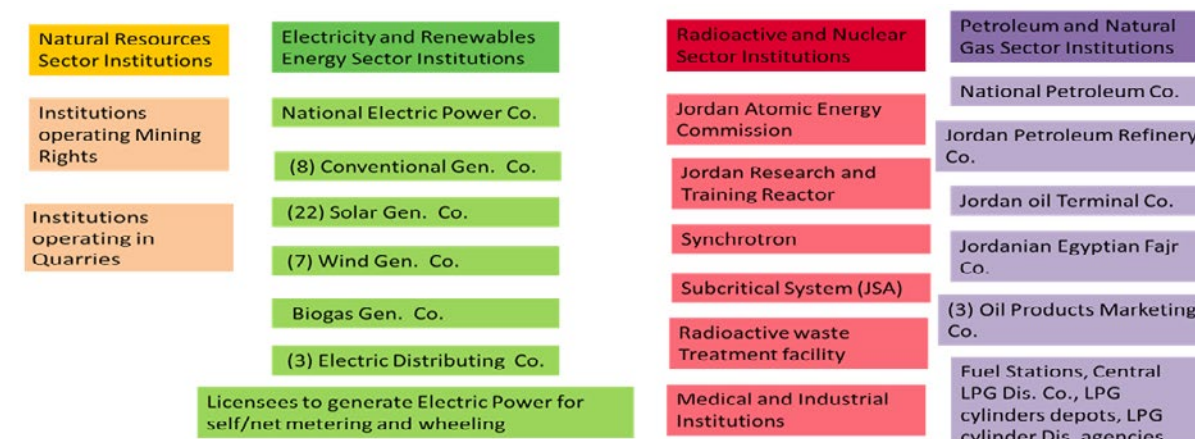 Natural Resources
Sector Institutions
Institutions
operating Mining
Rights
Institutions
operating in
Quarries
Electricity and Renewables
Energy Sector Institutions
National Electric Power Co.
(8) Conventional Gen. Co.
(22) Solar Gen. Co.
(7) Wind Gen. Co.
Biogas Gen. Co.
(3) Electric Distributing Co.
Licensees to generate Electric Power for
self/net metering and wheeling
Radioactive and Nuclear
Sector Institutions
Jordan Atomic Energy
Commission
Jordan Research and
Training Reactor
Synchrotron
Subcritical System (JSA)
Radioactive waste
Treatment facility
Medical and Industrial
Institutions
Petroleum and Natural
Gas Sector Institutions
National Petroleum Co.
Jordan Petroleum Refinery
Co.
Jordan oil Terminal Co.
Jordanian Egyptian Fajr
Co.
(3) Oil Products Marketing
Co.
Fuel Stations, Central
LPG Dis. Co., LPG
cylinders depots, LPG
cylinder Dis. agencies